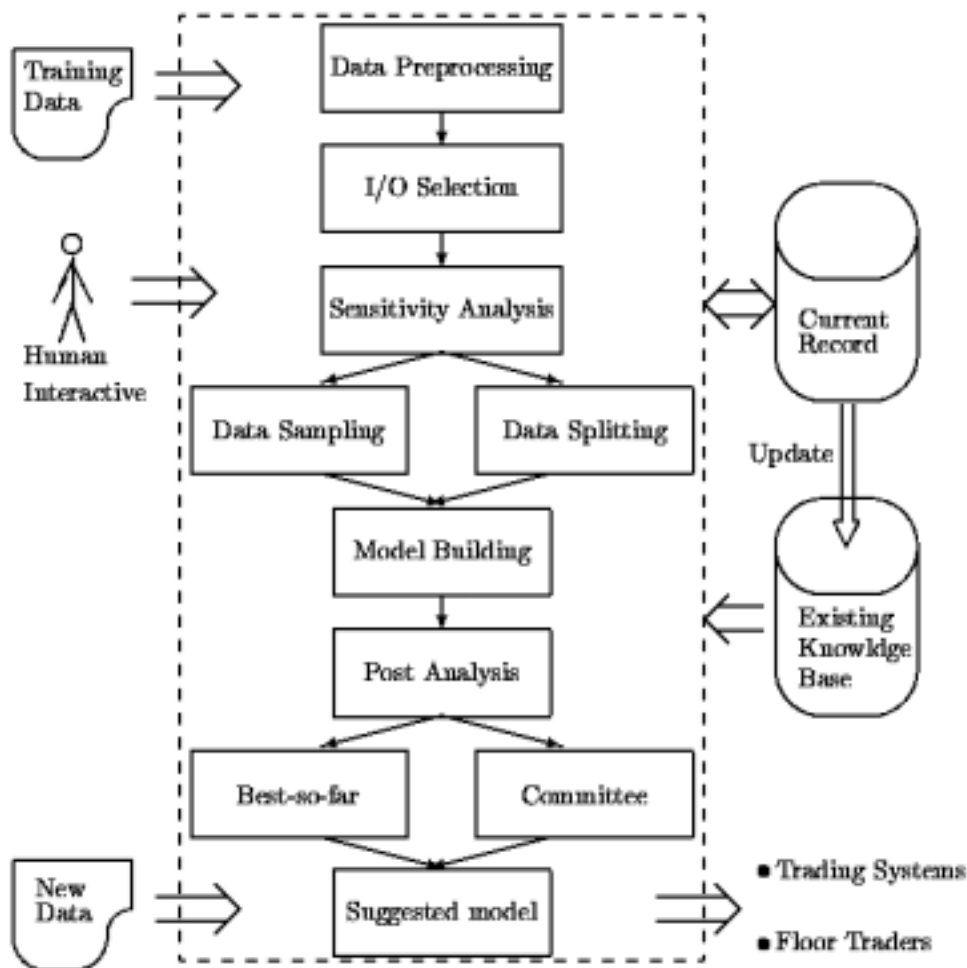 Training
Data
Data Preprocessing
I/O Selection
Human
Interactive
Sensitivity Analysis
Current
Record
Data Sampling
Data Splitting
Update
Model Building
Existing
Knowldge
Base
Post Analysis
Best-so-far
Committee
New
Data
Suggested model
• Trading Systems
• Floor Traders